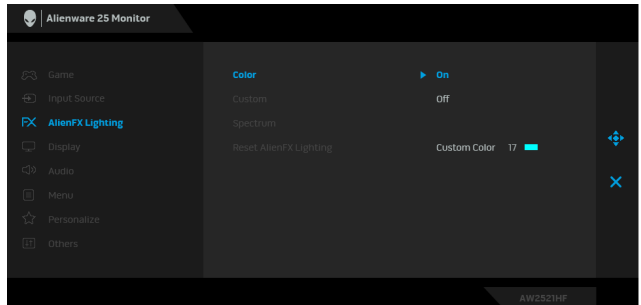 Alienware 25 Monitor
Game
Input Source
FX AlienFX Lighting
Display
Audio
Menu
Personalize
Others
Color
Custom
Spectrum
Reset AlienFX Lighting
On
Off
Custom Color 17
AW2521HF